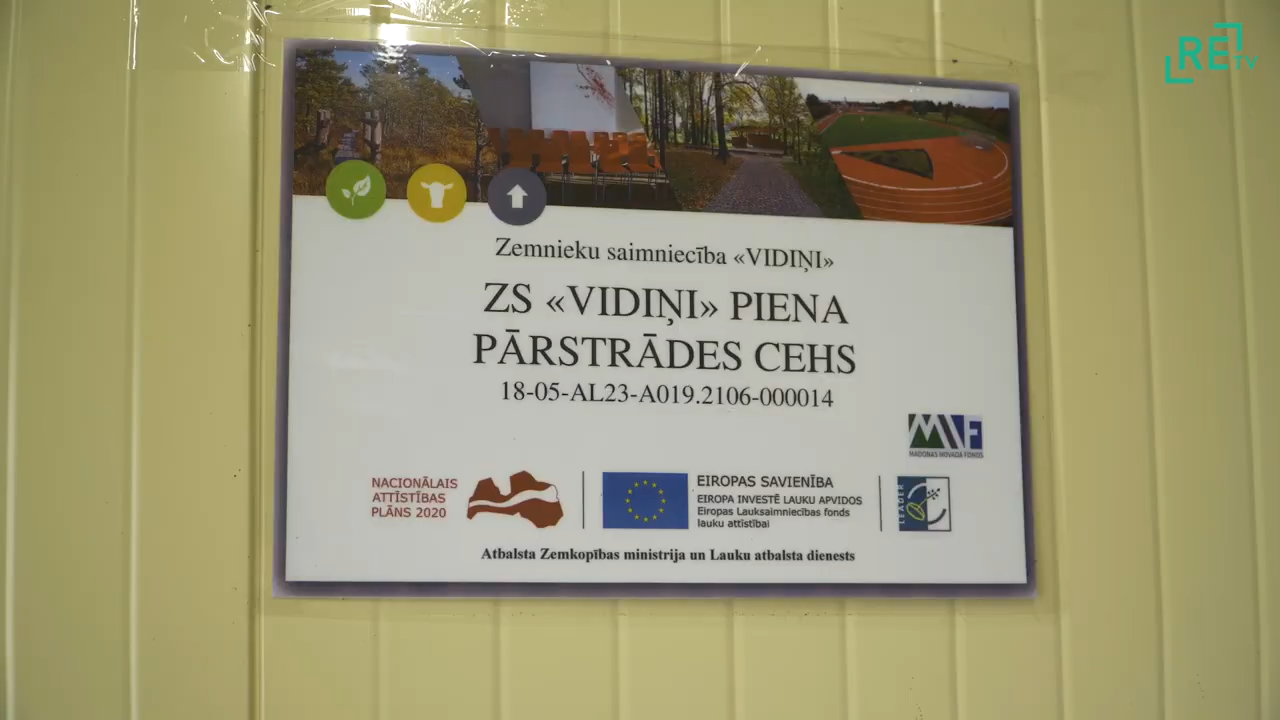 RE TV
Zemnieku saimniecība «VIDIŅI»
ZS «VIDIŅI» PIENA
PĀRSTRĀDES CEHS
18-05-AL23-A019.2106-000014
MNF
MADONAS NOVADA FONDS
NACIONĀLAIS
ATTĪSTĪBAS
PLĀNS 2020
EIROPAS SAVIENĪBA
EIROPA INVESTĒ LAUKU APVIDOS
Eiropas Lauksaimniecības fonds
lauku attīstībai
LEADER
Atbalsta Zemkopības ministrija un Lauku atbalsta dienests